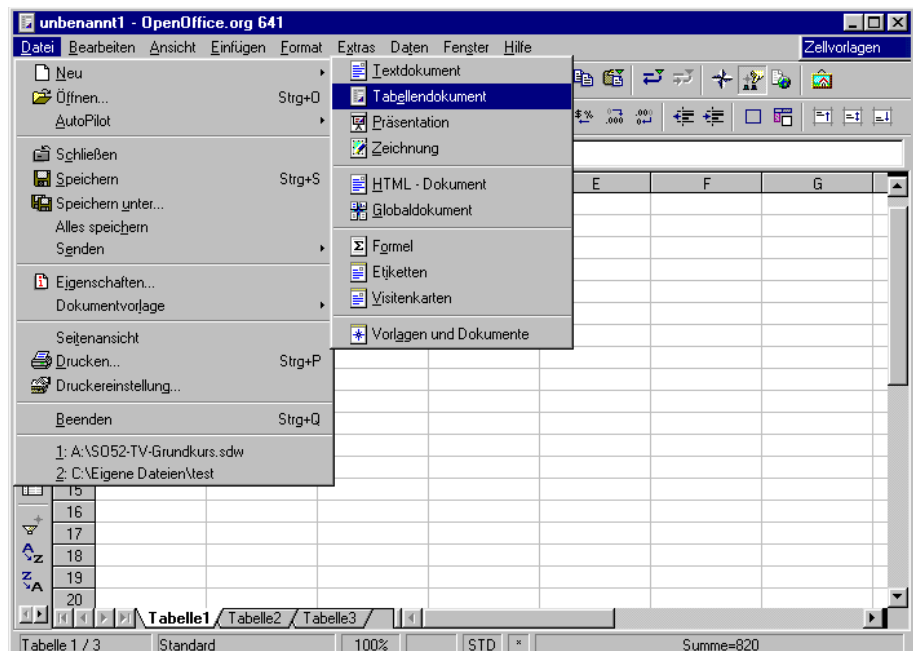 unbenannt1 - OpenOffice.org 641
Datei Bearbeiten Ansicht Einfügen Format Extras Daten Fenster Hilfe
Zellvorlagen
Neu
Öffnen... Strg+O
AutoPilot
Schließen
Speichern Strg+S
Speichern unter...
Alles speichern
Senden
Eigenschaften...
Dokumentvorlage
Seitenansicht
Drucken... Strg+P
Druckereinstellung...
Beenden Strg+Q
1: A:\SO52-TV-Grundkurs.sdw
2: C:\Eigene Dateien\test
Textdokument
Tabellendokument
Präsentation
Zeichnung
HTML - Dokument
Globaldokument
Formel
Etiketten
Visitenkarten
Vorlagen und Dokumente
E F G
15
16
17
18
19
20
Tabelle1 Tabelle2 Tabelle3
Tabelle 1 / 3 Standard 100% STD * Summe=820